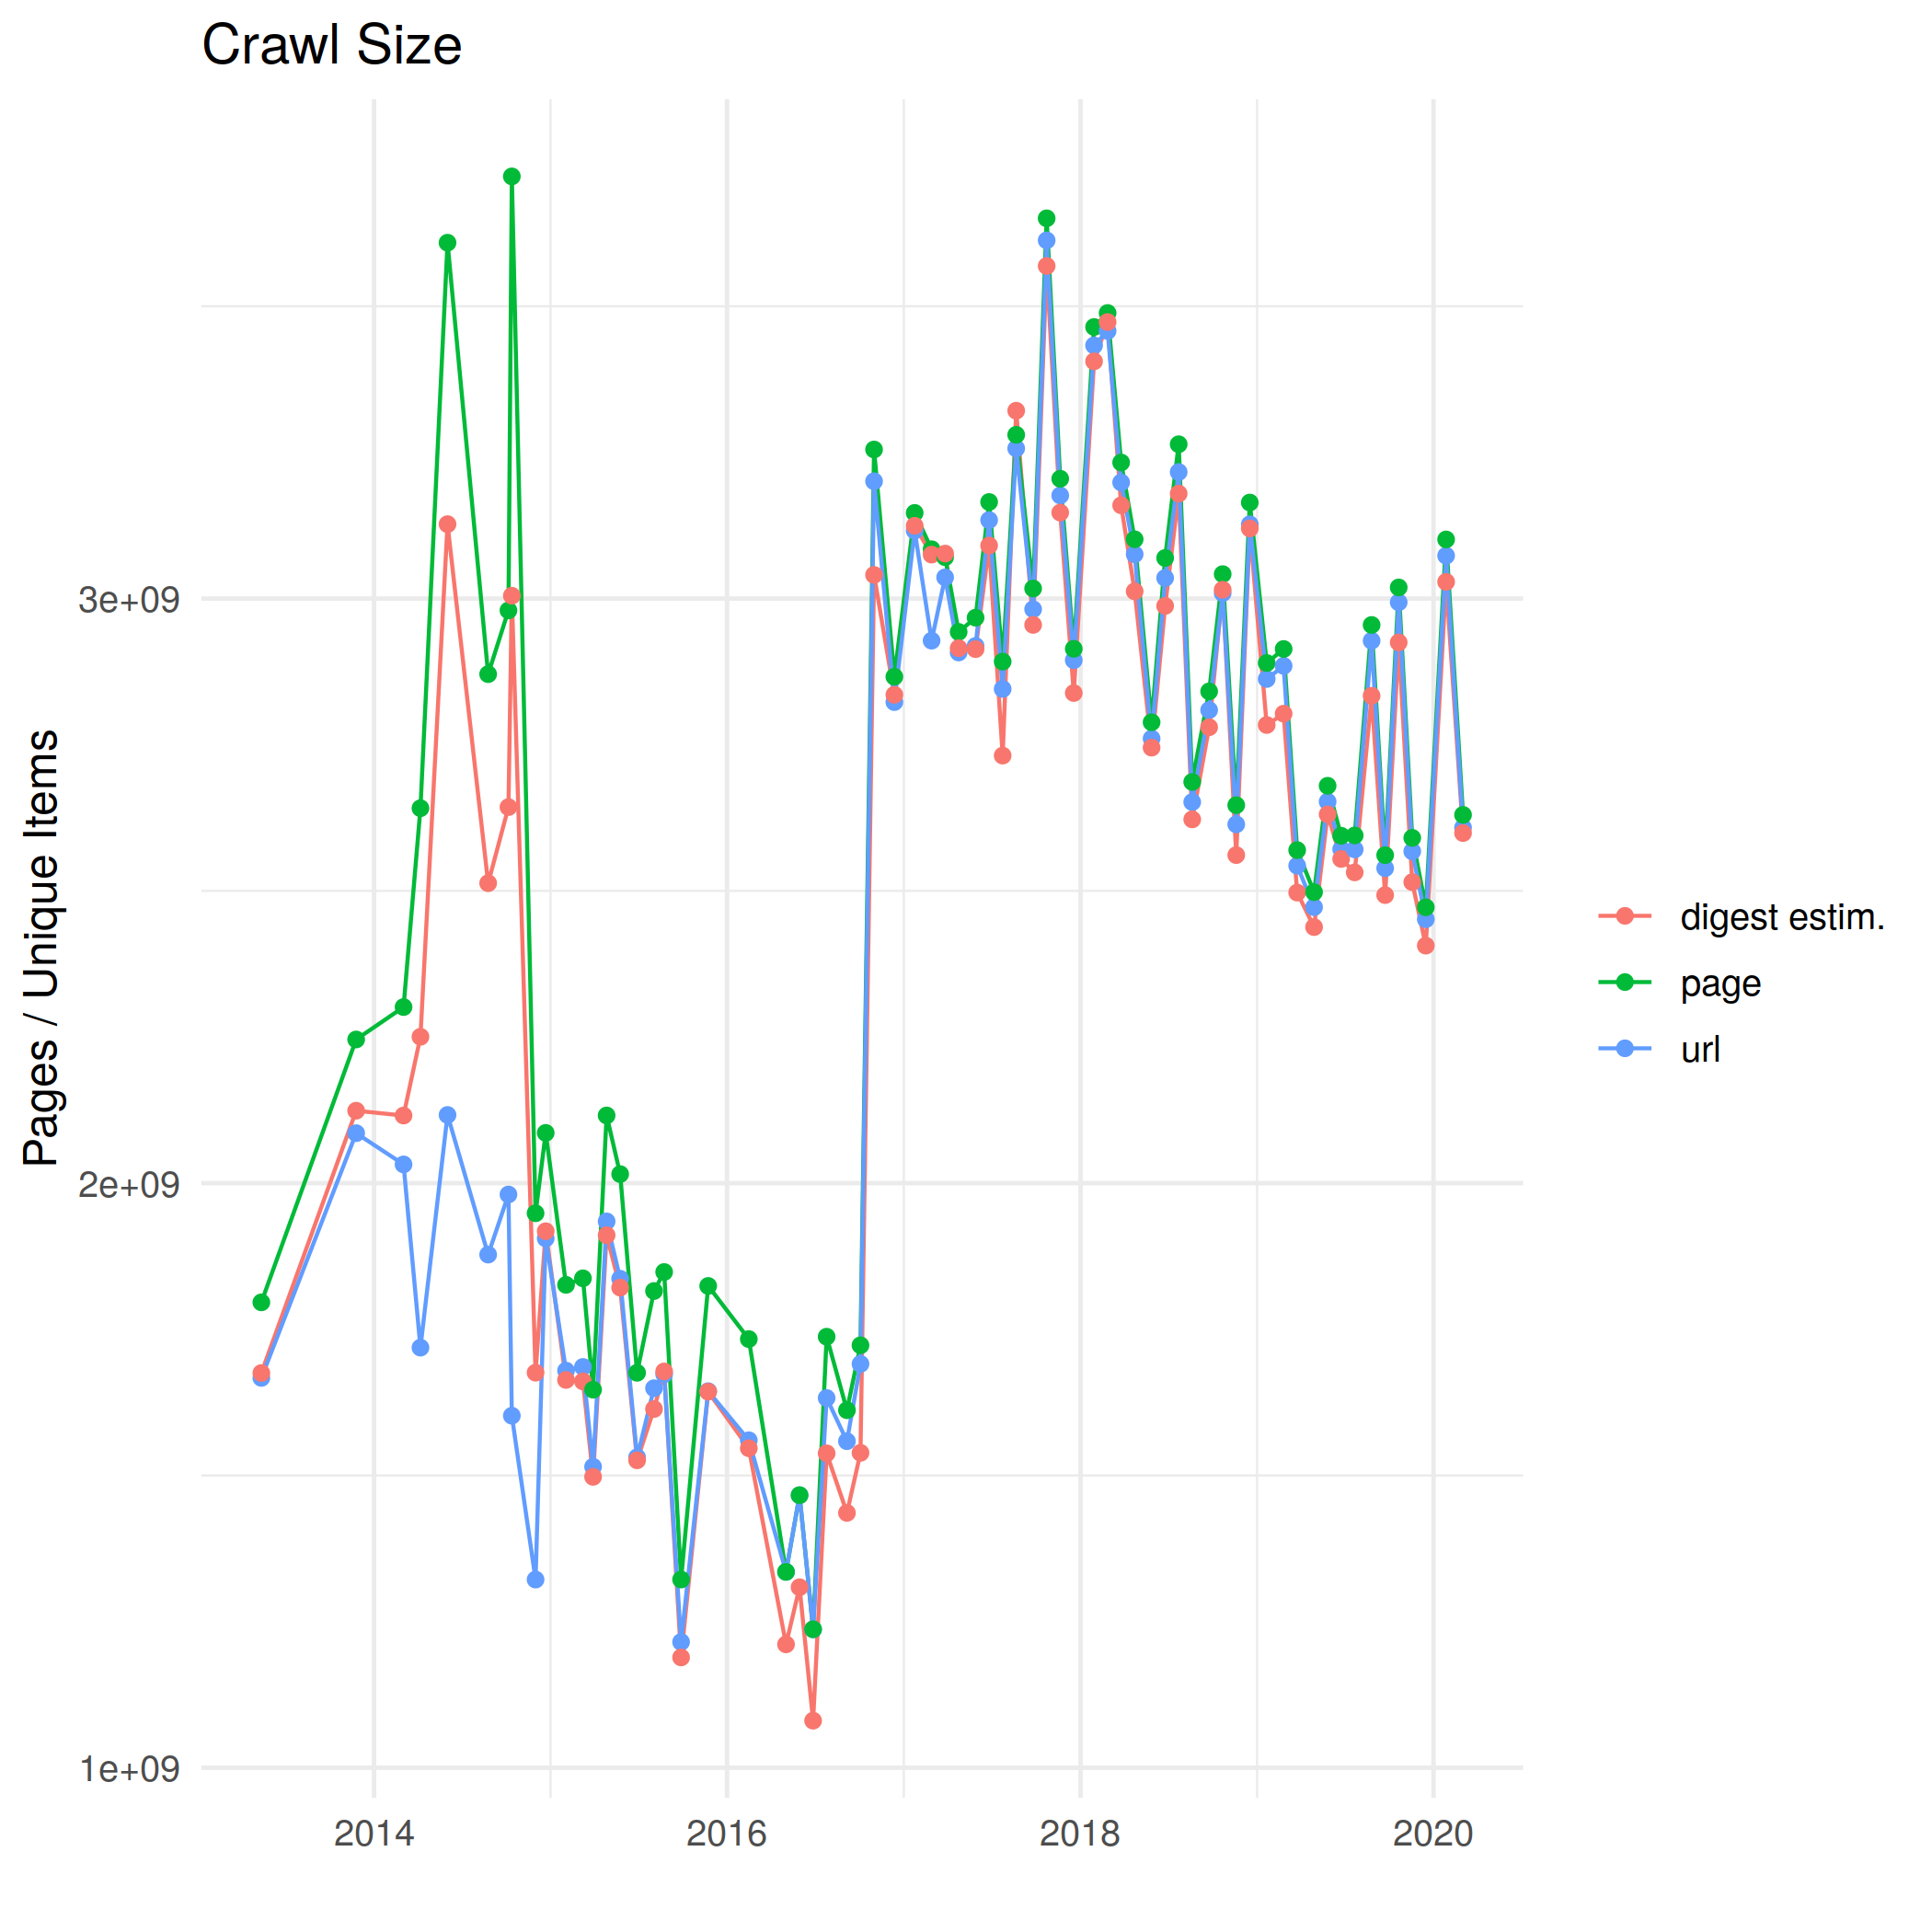 Crawl Size
Pages / Unique Items
3e+09
2e+09
1e+09
2014
2016
2018
2020
digest estim.
page
url